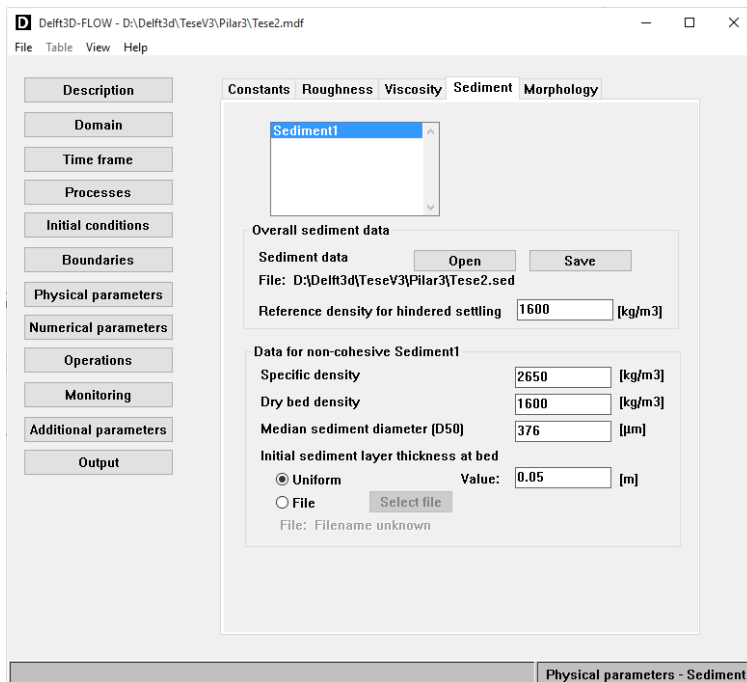 D Delft3D-FLOW - D:\Delft3d\TeseV3\Pilar3\Tese2.mdf
File Table View Help
Description
Domain
Time frame
Processes
Initial conditions
Boundaries
Physical parameters
Numerical parameters
Operations
Monitoring
Additional parameters
Output
Constants Roughness Viscosity Sediment Morphology
Sediment1
Overall sediment data
Sediment data Open Save
File: D:\Delft3d\TeseV3\Pilar3\Tese2.sed
Reference density for hindered settling 1600 [kg/m3]
Data for non-cohesive Sediment1
Specific density 2650 [kg/m3]
Dry bed density 1600 [kg/m3]
Median sediment diameter (D50) 376 [µm]
Initial sediment layer thickness at bed
Uniform Value: 0.05 [m]
File Select file
File: Filename unknown
Physical parameters - Sediment